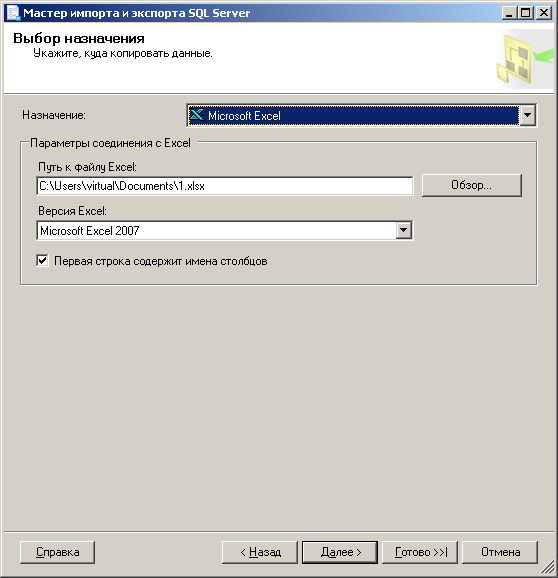 Мастер импорта и экспорта SQL Server
Выбор назначения
Укажите, куда копировать данные.
Назначение:
Microsoft Excel
Параметры соединения с Excel
Путь к файлу Excel:
C:\Users\virtual\Documents\1.xlsx
Обзор...
Версия Excel:
Microsoft Excel 2007
Первая строка содержит имена столбцов
Справка
< Назад
Далее >
Готово >>|
Отмена